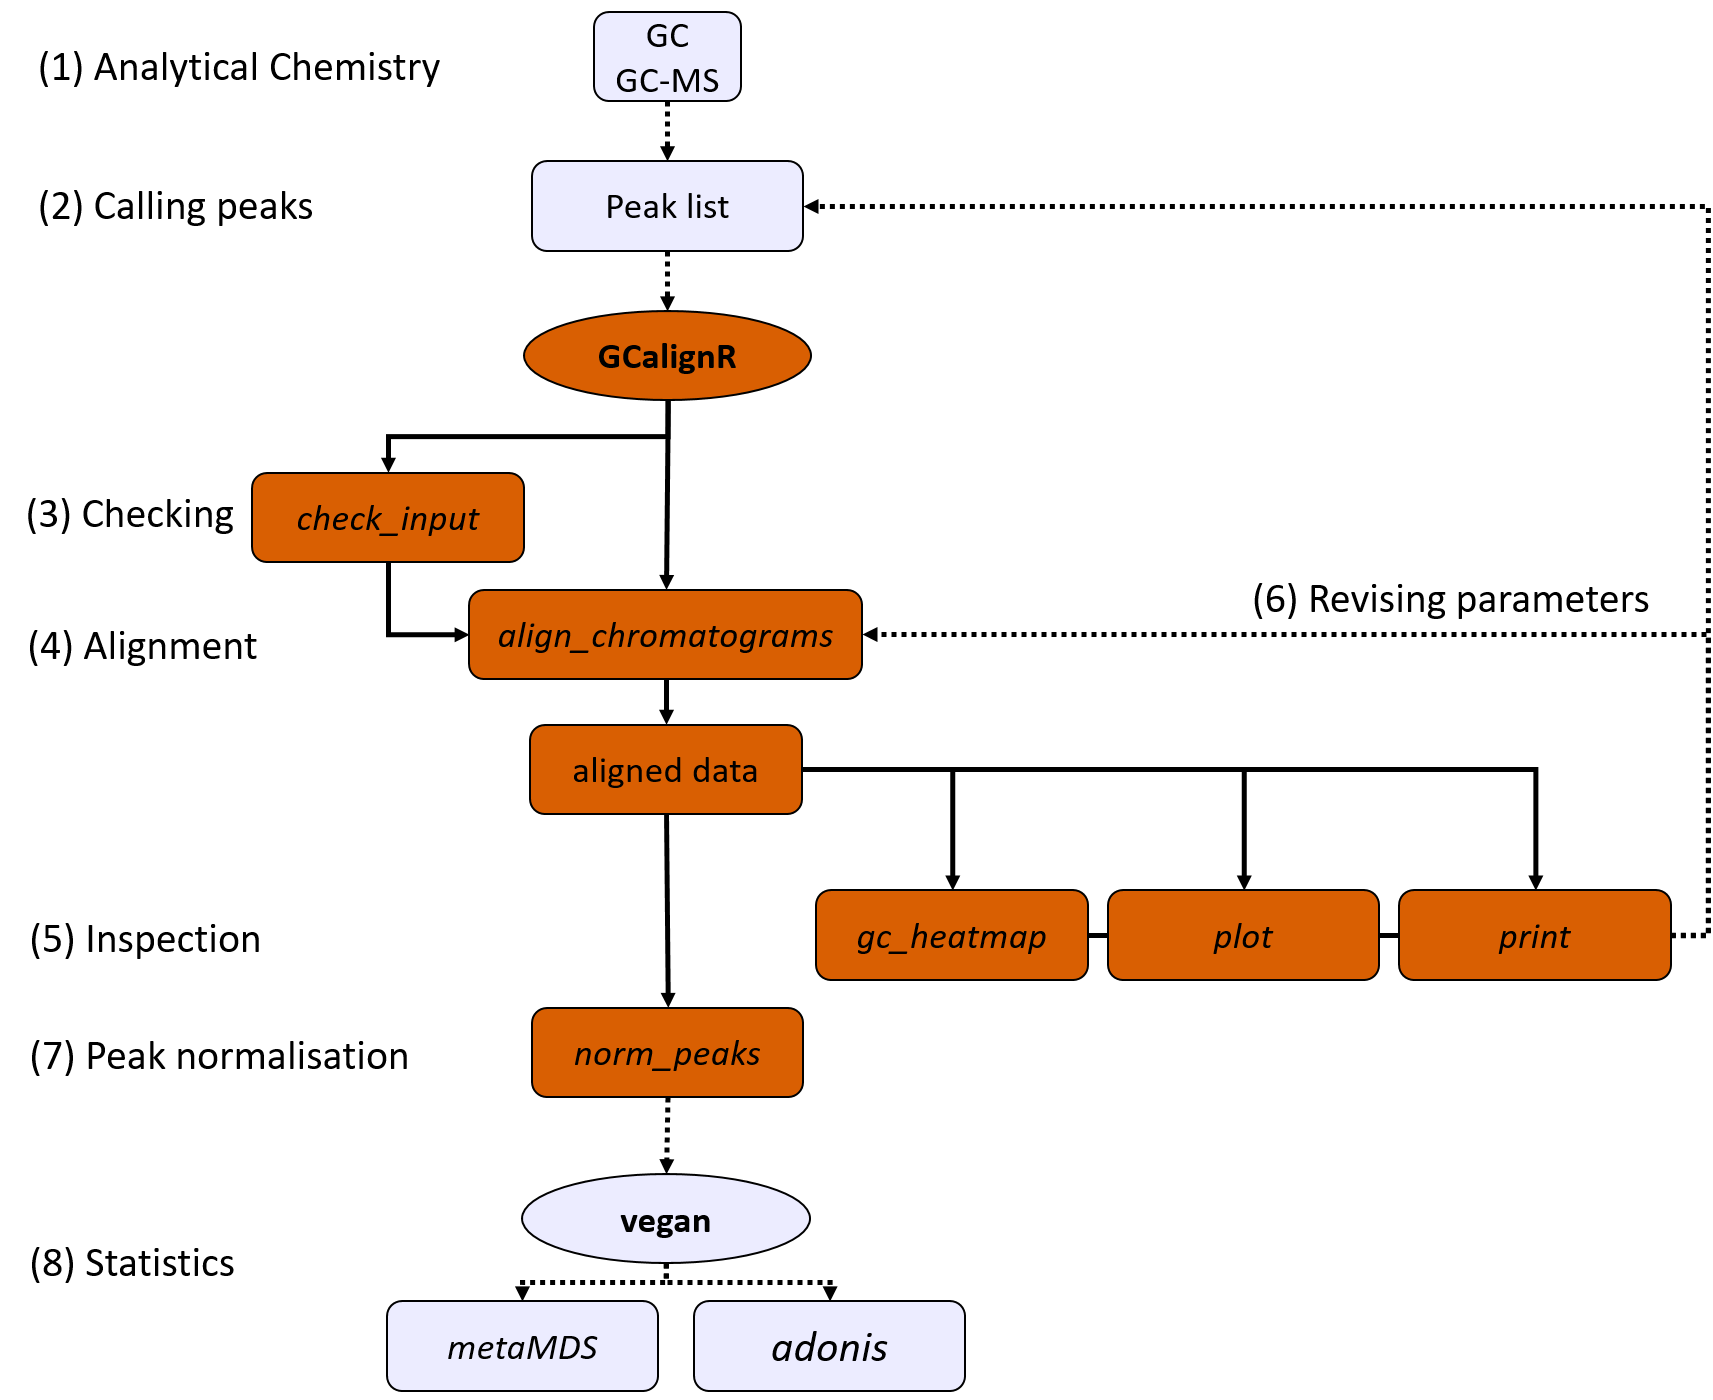 (1) Analytical Chemistry
GC
GC-MS
(2) Calling peaks
Peak list
GCalignR
(3) Checking
check_input
(4) Alignment
align_chromatograms
(6) Revising parameters
aligned data
(5) Inspection
gc_heatmap
plot
print
(7) Peak normalisation
norm_peaks
vegan
(8) Statistics
metaMDS
adonis